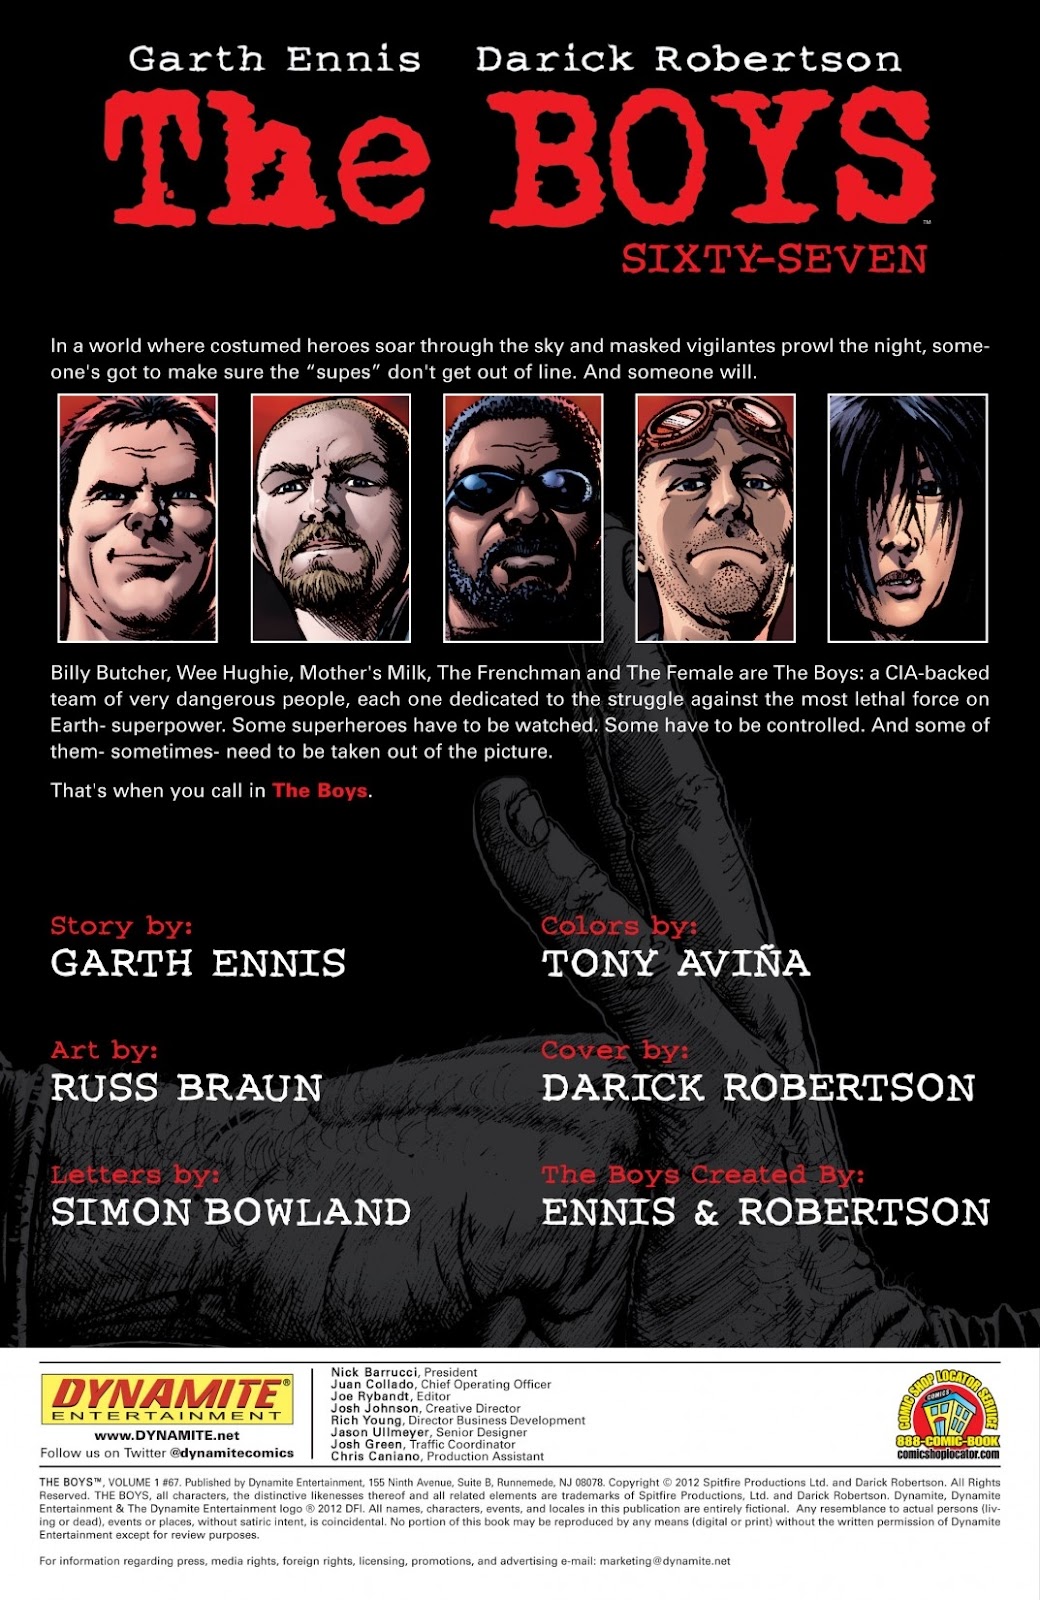 Garth Ennis Darick Robertson
The BOYS™
SIXTY-SEVEN
In a world where costumed heroes soar through the sky and masked vigilantes prowl the night, some-
one's got to make sure the “supes” don't get out of line. And someone will.
Billy Butcher, Wee Hughie, Mother's Milk, The Frenchman and The Female are The Boys: a CIA-backed
team of very dangerous people, each one dedicated to the struggle against the most lethal force on
Earth- superpower. Some superheroes have to be watched. Some have to be controlled. And some of
them- sometimes- need to be taken out of the picture.
That's when you call in The Boys.
Story by:
GARTH ENNIS
Colors by:
TONY AVIÑA
Art by:
RUSS BRAUN
Cover by:
DARICK ROBERTSON
Letters by:
SIMON BOWLAND
The Boys Created By:
ENNIS & ROBERTSON
DYNAMITE®
ENTERTAINMENT
www.DYNAMITE.net
Follow us on Twitter @dynamitecomics
Nick Barrucci, President
Juan Collado, Chief Operating Officer
Joe Rybandt, Editor
Josh Johnson, Creative Director
Rich Young, Director Business Development
Jason Ullmeyer, Senior Designer
Josh Green, Traffic Coordinator
Chris Caniano, Production Assistant
COMIC SHOP LOCATOR SERVICE
COMICS
888-COMIC-BOOK
comicshoplocator.com
THE BOYS™, VOLUME 1 #67. Published by Dynamite Entertainment, 155 Ninth Avenue, Suite B, Runnemede, NJ 08078. Copyright © 2012 Spitfire Productions Ltd. and Darick Robertson. All Rights
Reserved. THE BOYS, all characters, the distinctive likenesses thereof and all related elements are trademarks of Spitfire Productions, Ltd. and Darick Robertson. Dynamite, Dynamite
Entertainment & The Dynamite Entertainment logo ® 2012 DFI. All names, characters, events, and locales in this publication are entirely fictional. Any resemblance to actual persons (liv-
ing or dead), events or places, without satiric intent, is coincidental. No portion of this book may be reproduced by any means (digital or print) without the written permission of Dynamite
Entertainment except for review purposes.
For information regarding press, media rights, foreign rights, licensing, promotions, and advertising e-mail: marketing@dynamite.net